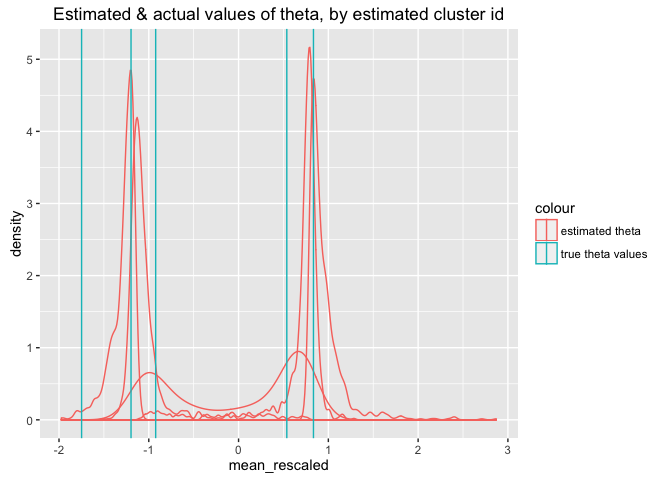 Estimated & actual values of theta, by estimated cluster id
5
4
3
2
1
0
density
-2 -1 0 1 2 3
mean_rescaled
colour
estimated theta
true theta values